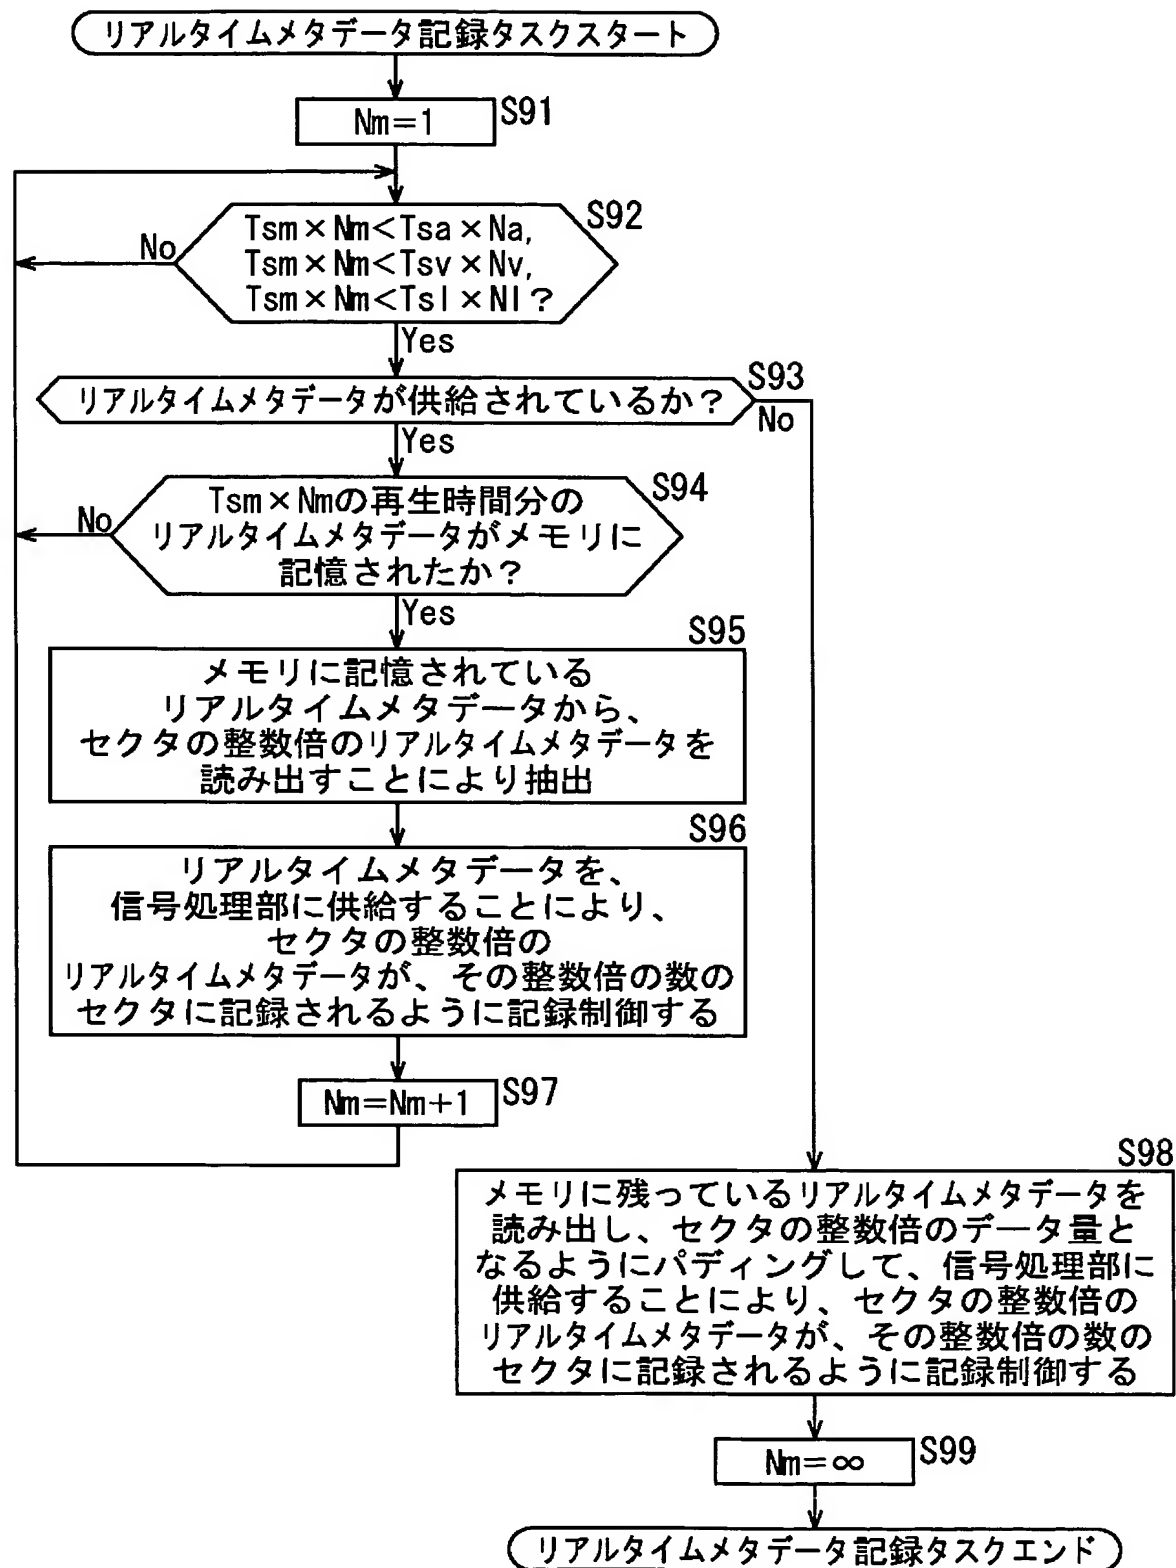 リアルタイムメタデータ記録タスクスタート
Nm=1
S91
S92
Tsm×Nm<Tsa×Na,
Tsm×Nm<Tsv×Nv,
Tsm×Nm<Tsl×Nl?
No
Yes
S93
リアルタイムメタデータが供給されているか?
No
Yes
S94
Tsm×Nmの再生時間分の
リアルタイムメタデータがメモリに
記憶されたか?
No
Yes
S95
メモリに記憶されている
リアルタイムメタデータから、
セクタの整数倍のリアルタイムメタデータを
読み出すことにより抽出
S96
リアルタイムメタデータを、
信号処理部に供給することにより、
セクタの整数倍の
リアルタイムメタデータが、その整数倍の数の
セクタに記録されるように記録制御する
Nm=Nm+1
S97
S98
メモリに残っているリアルタイムメタデータを
読み出し、セクタの整数倍のデータ量と
なるようにパディングして、信号処理部に
供給することにより、セクタの整数倍の
リアルタイムメタデータが、その整数倍の数の
セクタに記録されるように記録制御する
Nm=∞
S99
リアルタイムメタデータ記録タスクエンド